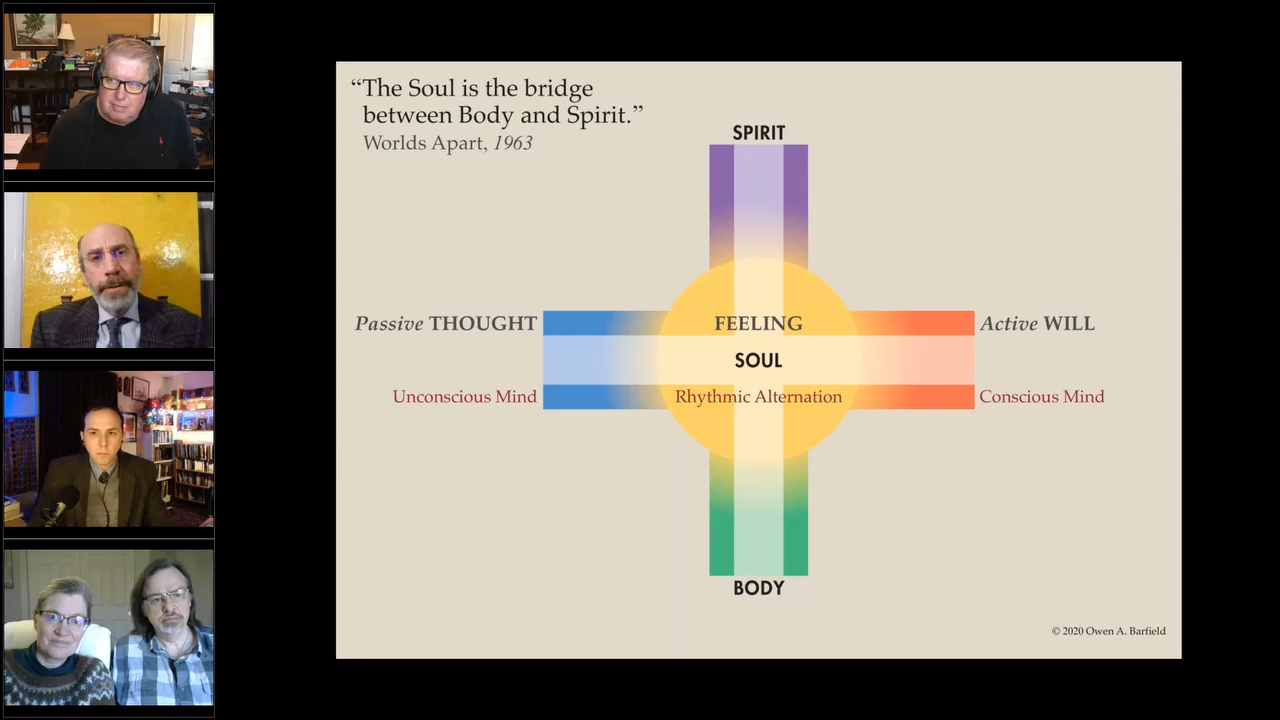 “The Soul is the bridge
between Body and Spirit.”
Worlds Apart, 1963
SPIRIT
Passive THOUGHT
FEELING
Active WILL
SOUL
Unconscious Mind
Rhythmic Alternation
Conscious Mind
BODY
© 2020 Owen A. Barfield